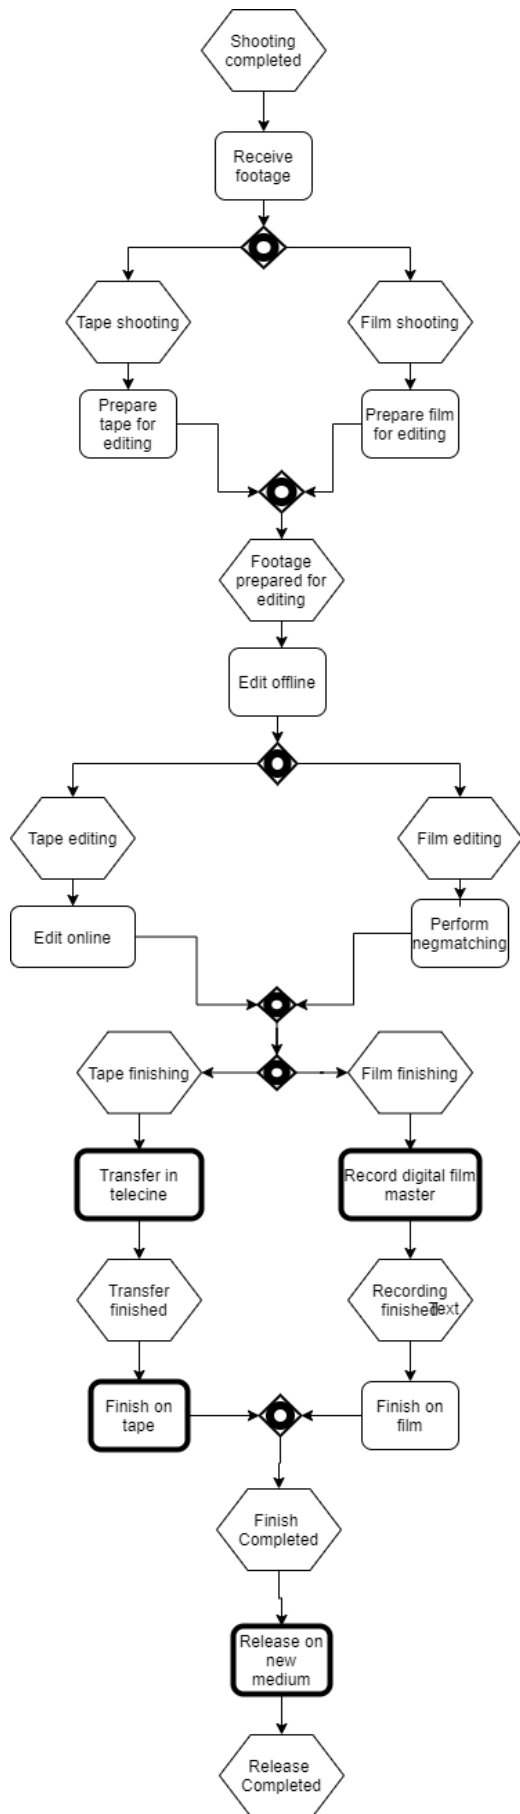 Shooting
completed
Receive
footage
Tape shooting
Film shooting
Prepare
tape for
editing
Prepare film
for editing
Footage
prepared for
editing
Edit offline
Tape editing
Film editing
Edit online
Perform
negmatching
Tape finishing
Film finishing
Transfer in
telecine
Record digital film
master
Transfer
finished
Recording
finished
Text
Finish on
tape
Finish on
film
Finish
Completed
Release on
new
medium
Release
Completed